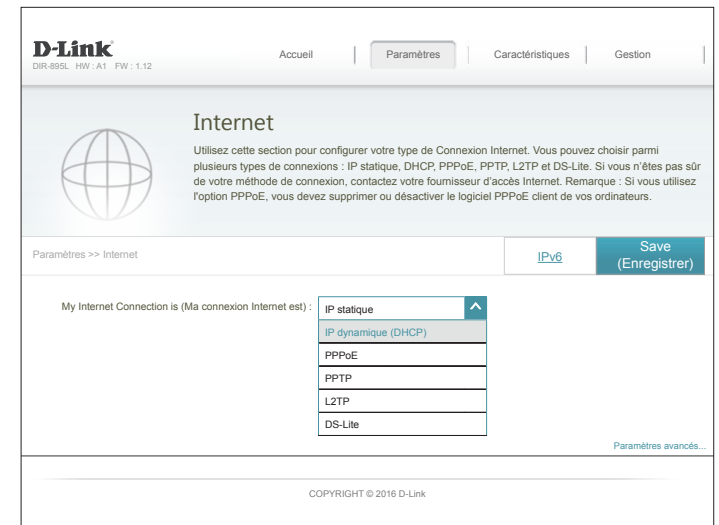 D-Link
DIR-895L HW : A1 FW : 1.12
Accueil
Paramètres
Caractéristiques
Gestion
Internet
Utilisez cette section pour configurer votre type de Connexion Internet. Vous pouvez choisir parmi
plusieurs types de connexions : IP statique, DHCP, PPPoE, PPTP, L2TP et DS-Lite. Si vous n’êtes pas sûr
de votre méthode de connexion, contactez votre fournisseur d’accès Internet. Remarque : Si vous utilisez
l'option PPPoE, vous devez supprimer ou désactiver le logiciel PPPoE client de vos ordinateurs.
Paramètres >> Internet
IPv6
Save
(Enregistrer)
My Internet Connection is (Ma connexion Internet est) :
IP statique
IP dynamique (DHCP)
PPPoE
PPTP
L2TP
DS-Lite
Paramètres avancés...
COPYRIGHT © 2016 D-Link